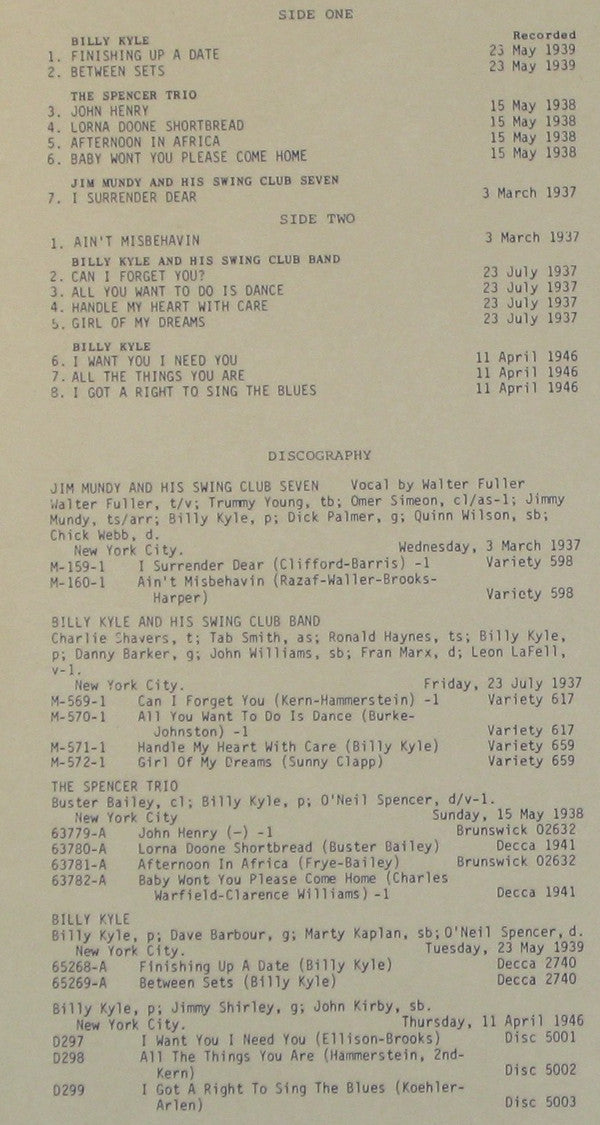 SIDE ONE
BILLY KYLE Recorded
1. FINISHING UP A DATE 23 May 1939
2. BETWEEN SETS 23 May 1939
THE SPENCER TRIO
3. JOHN HENRY 15 May 1938
4. LORNA DOONE SHORTBREAD 15 May 1938
5. AFTERNOON IN AFRICA 15 May 1938
6. BABY WONT YOU PLEASE COME HOME 15 May 1938
JIM MUNDY AND HIS SWING CLUB SEVEN
7. I SURRENDER DEAR 3 March 1937
SIDE TWO
1. AIN'T MISBEHAVIN 3 March 1937
BILLY KYLE AND HIS SWING CLUB BAND
2. CAN I FORGET YOU? 23 July 1937
3. ALL YOU WANT TO DO IS DANCE 23 July 1937
4. HANDLE MY HEART WITH CARE 23 July 1937
5. GIRL OF MY DREAMS 23 July 1937
BILLY KYLE
6. I WANT YOU I NEED YOU 11 April 1946
7. ALL THE THINGS YOU ARE 11 April 1946
8. I GOT A RIGHT TO SING THE BLUES 11 April 1946
DISCOGRAPHY
JIM MUNDY AND HIS SWING CLUB SEVEN Vocal by Walter Fuller
Walter Fuller, t/v; Trummy Young, tb; Omer Simeon, cl/as-1; Jimmy
Mundy, ts/arr; Billy Kyle, p; Dick Palmer, g; Quinn Wilson, sb;
Chick Webb, d.
New York City. Wednesday, 3 March 1937
M-159-1 I Surrender Dear (Clifford-Barris) -1 Variety 598
M-160-1 Ain't Misbehavin (Razaf-Waller-Brooks-
Harper) Variety 598
BILLY KYLE AND HIS SWING CLUB BAND
Charlie Shavers, t; Tab Smith, as; Ronald Haynes, ts; Billy Kyle,
p; Danny Barker, g; John Williams, sb; Fran Marx, d; Leon LaFell,
v-1.
New York City. Friday, 23 July 1937
M-569-1 Can I Forget You (Kern-Hammerstein) -1 Variety 617
M-570-1 All You Want To Do Is Dance (Burke-
Johnston) -1 Variety 617
M-571-1 Handle My Heart With Care (Billy Kyle) Variety 659
M-572-1 Girl Of My Dreams (Sunny Clapp) Variety 659
THE SPENCER TRIO
Buster Bailey, cl; Billy Kyle, p; O'Neil Spencer, d/v-1.
New York City Sunday, 15 May 1938
63779-A John Henry (-) -1 Brunswick 02632
63780-A Lorna Doone Shortbread (Buster Bailey) Decca 1941
63781-A Afternoon In Africa (Frye-Bailey) Brunswick 02632
63782-A Baby Wont You Please Come Home (Charles
Warfield-Clarence Williams) -1 Decca 1941
BILLY KYLE
Billy Kyle, p; Dave Barbour, g; Marty Kaplan, sb; O'Neil Spencer, d.
New York City. Tuesday, 23 May 1939
65268-A Finishing Up A Date (Billy Kyle) Decca 2740
65269-A Between Sets (Billy Kyle) Decca 2740
Billy Kyle, p; Jimmy Shirley, g; John Kirby, sb.
New York City. Thursday, 11 April 1946
D297 I Want You I Need You (Ellison-Brooks) Disc 5001
D298 All The Things You Are (Hammerstein, 2nd-
Kern) Disc 5002
D299 I Got A Right To Sing The Blues (Koehler-
Arlen) Disc 5003